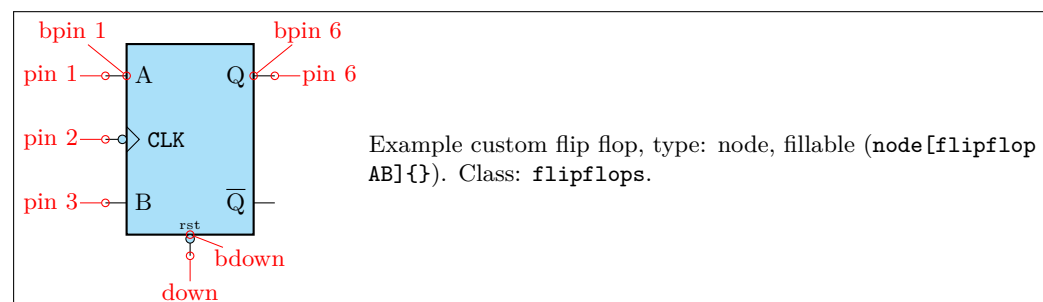 bpin 1
bpin 6
pin 1
A
Q
pin 6
pin 2
CLK
Example custom flip flop, type: node, fillable (node[flipflop
AB]{}). Class: flipflops.
pin 3
B
Q̅
rst
bdown
down